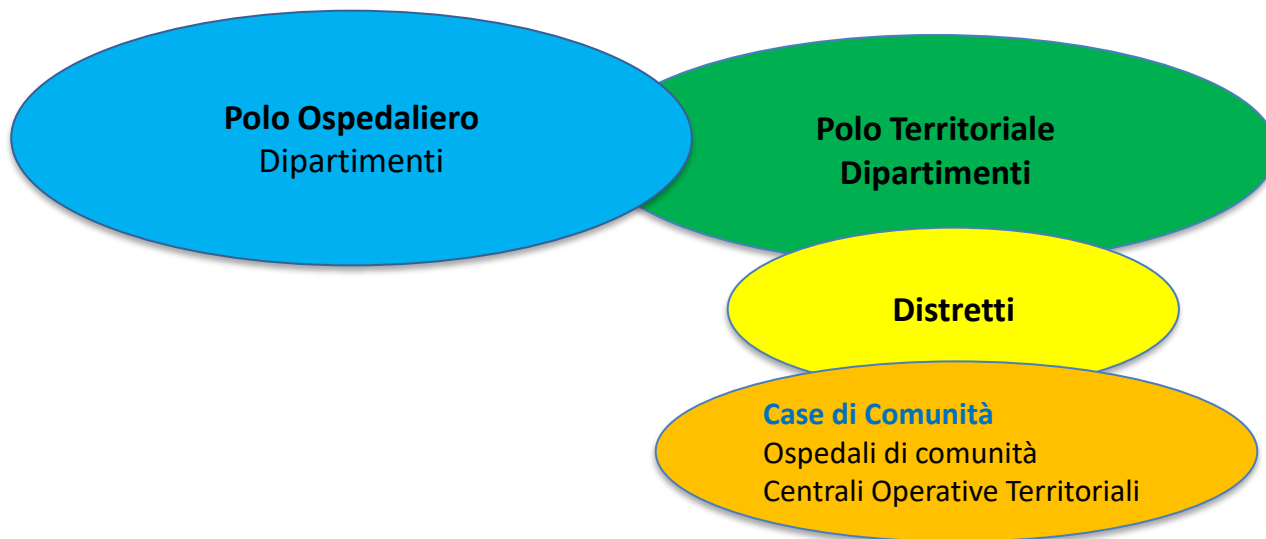 Polo Ospedaliero
Dipartimenti
Polo Territoriale
Dipartimenti
Distretti
Case di Comunità
Ospedali di comunità
Centrali Operative Territoriali